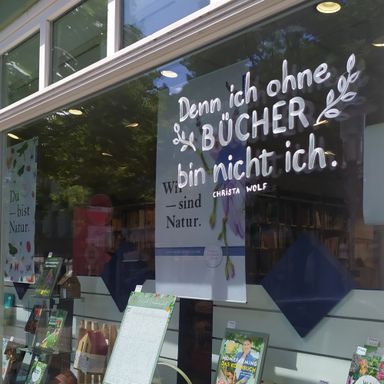 Denn ich ohne
BÜCHER
bin nicht ich.
CHRISTA WOLF
Du
— bist
Natur.
Wir
— sind
Natur.